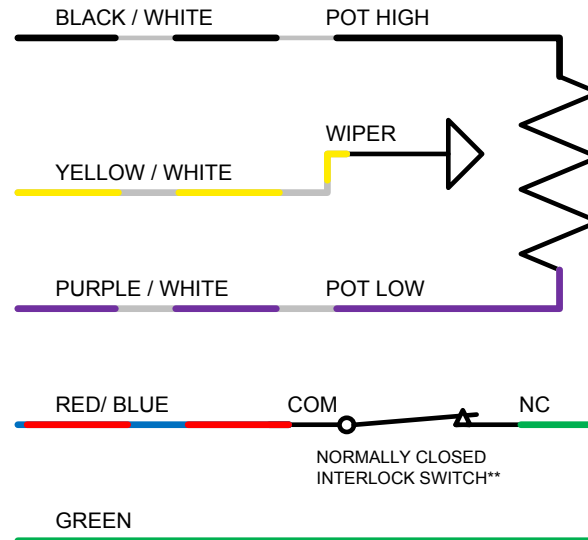 BLACK / WHITE POT HIGH
WIPER
YELLOW / WHITE
PURPLE / WHITE POT LOW
RED/ BLUE COM NC
NORMALLY CLOSED
INTERLOCK SWITCH**
GREEN